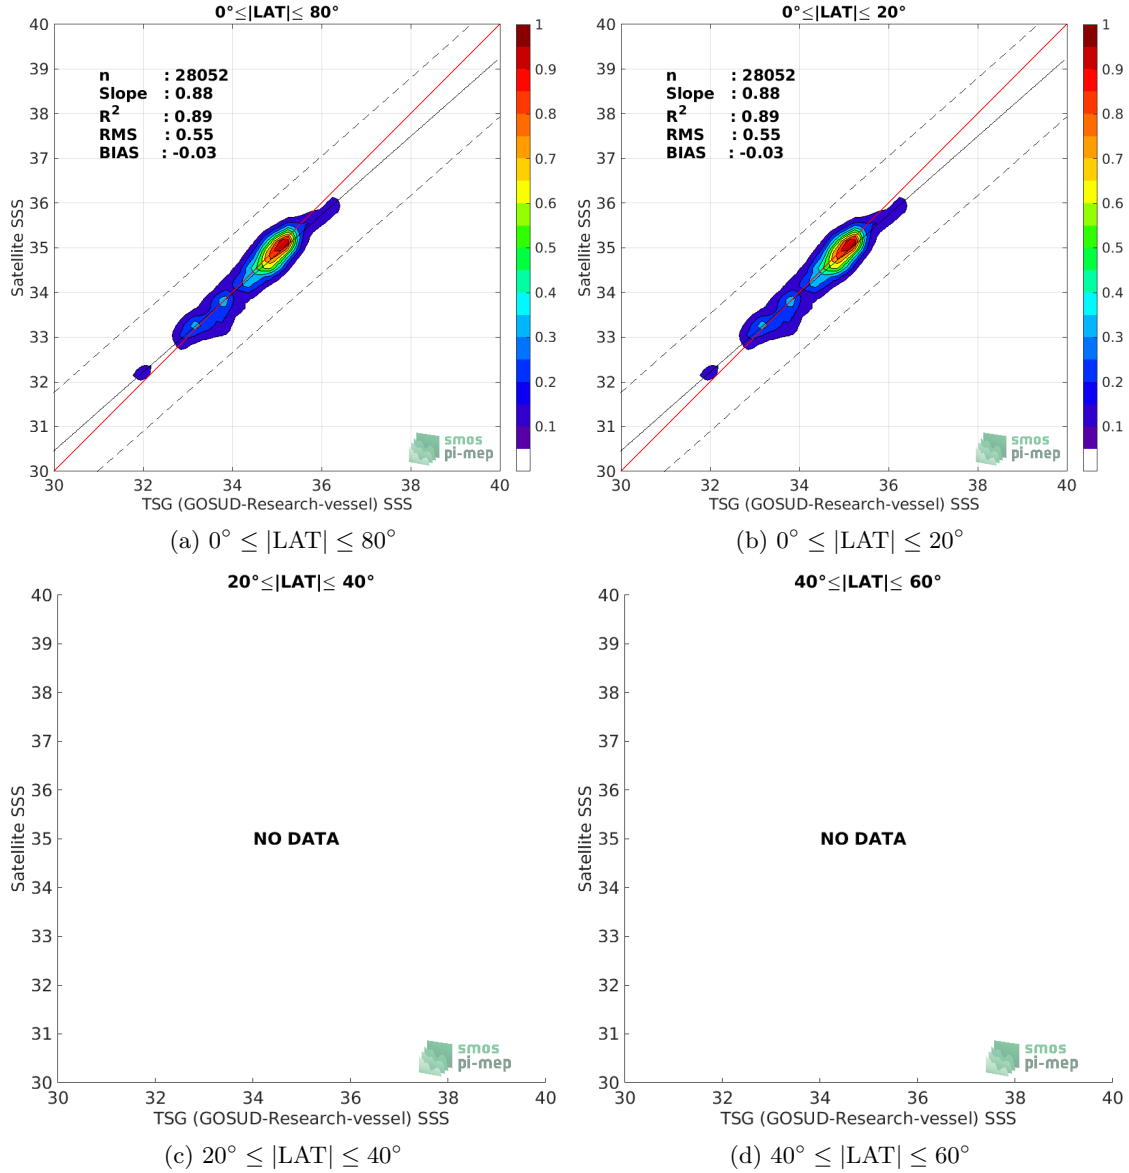 0°≤|LAT|≤ 80°
40
39
38
37
36
35
34
33
32
31
30
Satellite SSS
n : 28052
Slope : 0.88
R2 : 0.89
RMS : 0.55
BIAS : -0.03
smos
pi-mep
30 32 34 36 38 40
TSG (GOSUD-Research-vessel) SSS
1
0.9
0.8
0.7
0.6
0.5
0.4
0.3
0.2
0.1
(a) 0° ≤ |LAT| ≤ 80°
0°≤|LAT|≤ 20°
40
39
38
37
36
35
34
33
32
31
30
Satellite SSS
n : 28052
Slope : 0.88
R2 : 0.89
RMS : 0.55
BIAS : -0.03
smos
pi-mep
30 32 34 36 38 40
TSG (GOSUD-Research-vessel) SSS
1
0.9
0.8
0.7
0.6
0.5
0.4
0.3
0.2
0.1
(b) 0° ≤ |LAT| ≤ 20°
20°≤|LAT|≤ 40°
40
39
38
37
36
35
34
33
32
31
30
Satellite SSS
NO DATA
smos
pi-mep
30 32 34 36 38 40
TSG (GOSUD-Research-vessel) SSS
(c) 20° ≤ |LAT| ≤ 40°
40°≤|LAT|≤ 60°
40
39
38
37
36
35
34
33
32
31
30
Satellite SSS
NO DATA
smos
pi-mep
30 32 34 36 38 40
TSG (GOSUD-Research-vessel) SSS
(d) 40° ≤ |LAT| ≤ 60°